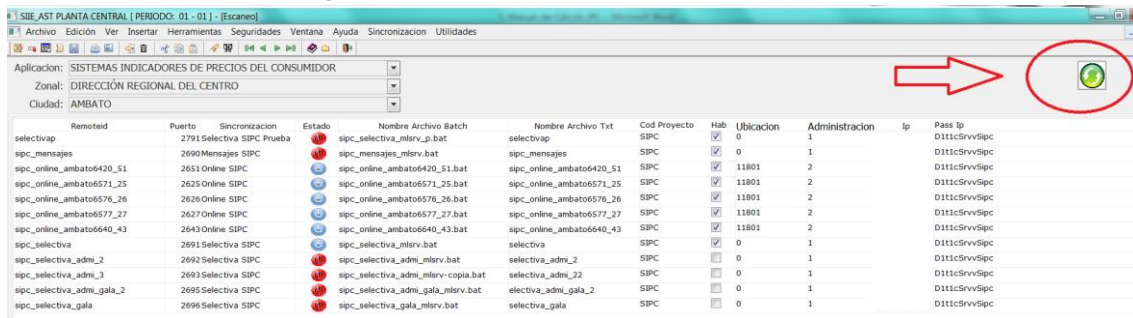 SIIE_AST PLANTA CENTRAL [ PERIODO: 01 - 01 ] - [Escaneo]
Archivo Edición Ver Insertar Herramientas Seguridades Ventana Ayuda Sincronizacion Utilidades
Aplicacion: SISTEMAS INDICADORES DE PRECIOS DEL CONSUMIDOR
Zonal: DIRECCIÓN REGIONAL DEL CENTRO
Ciudad: AMBATO
Remoteid Puerto Sincronizacion Estado Nombre Archivo Batch Nombre Archivo Txt Cod Proyecto Hab Ubicacion Administracion Ip Pass Ip
selectivap 2791 Selectiva SIPC Prueba sipc_selectiva_mlsrv_p.bat selectivap SIPC 0 1 D1t1cSrvvSipc
sipc_mensajes 2690 Mensajes SIPC sipc_mensajes_mlsrv.bat sipc_mensajes SIPC 0 1 D1t1cSrvvSipc
sipc_online_ambato6420_51 2651 Online SIPC sipc_online_ambato6420_51.bat sipc_online_ambato6420_51 SIPC 11801 2 D1t1cSrvvSipc
sipc_online_ambato6571_25 2625 Online SIPC sipc_online_ambato6571_25.bat sipc_online_ambato6571_25 SIPC 11801 2 D1t1cSrvvSipc
sipc_online_ambato6576_26 2626 Online SIPC sipc_online_ambato6576_26.bat sipc_online_ambato6576_26 SIPC 11801 2 D1t1cSrvvSipc
sipc_online_ambato6577_27 2627 Online SIPC sipc_online_ambato6577_27.bat sipc_online_ambato6577_27 SIPC 11801 2 D1t1cSrvvSipc
sipc_online_ambato6640_43 2643 Online SIPC sipc_online_ambato6640_43.bat sipc_online_ambato6640_43 SIPC 11801 2 D1t1cSrvvSipc
sipc_selectiva 2691 Selectiva SIPC sipc_selectiva_mlsrv.bat selectiva SIPC 0 1 D1t1cSrvvSipc
sipc_selectiva_admi_2 2692 Selectiva SIPC sipc_selectiva_admi_mlsrv.bat selectiva_admi_2 SIPC 0 1 D1t1cSrvvSipc
sipc_selectiva_admi_3 2693 Selectiva SIPC sipc_selectiva_admi_mlsrv-copia.bat selectiva_admi_22 SIPC 0 1 D1t1cSrvvSipc
sipc_selectiva_admi_gala_2 2695 Selectiva SIPC sipc_selectiva_admi_gala_mlsrv.bat electiva_admi_gala_2 SIPC 0 1 D1t1cSrvvSipc
sipc_selectiva_gala 2696 Selectiva SIPC sipc_selectiva_gala_mlsrv.bat selectiva_gala SIPC 0 1 D1t1cSrvvSipc